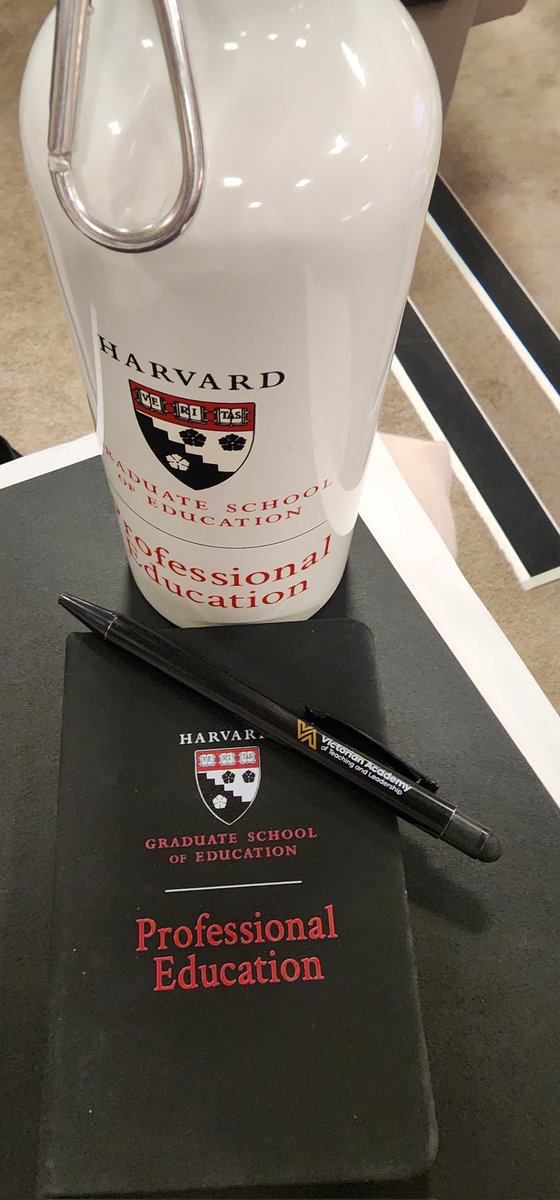 HARVARD
VE RI TAS
GRADUATE SCHOOL
OF EDUCATION
Professional
Education
Victorian Academy
of Teaching and Leadership
HARVARD
VE RI TAS
GRADUATE SCHOOL
OF EDUCATION
Professional
Education